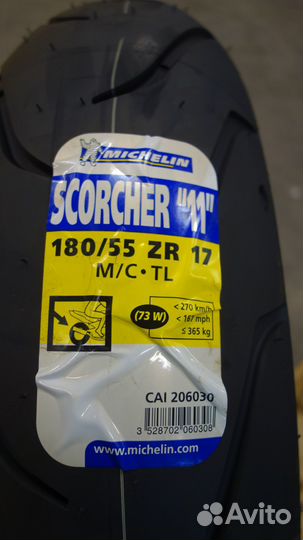 MICHELIN
SCORCHER "11"
180/55 ZR 17
M/C • TL
(73 W)
< 270 km/h
< 167 mph
≤ 365 kg
CAI 206030
3 528702 060308
www.michelin.com
Avito